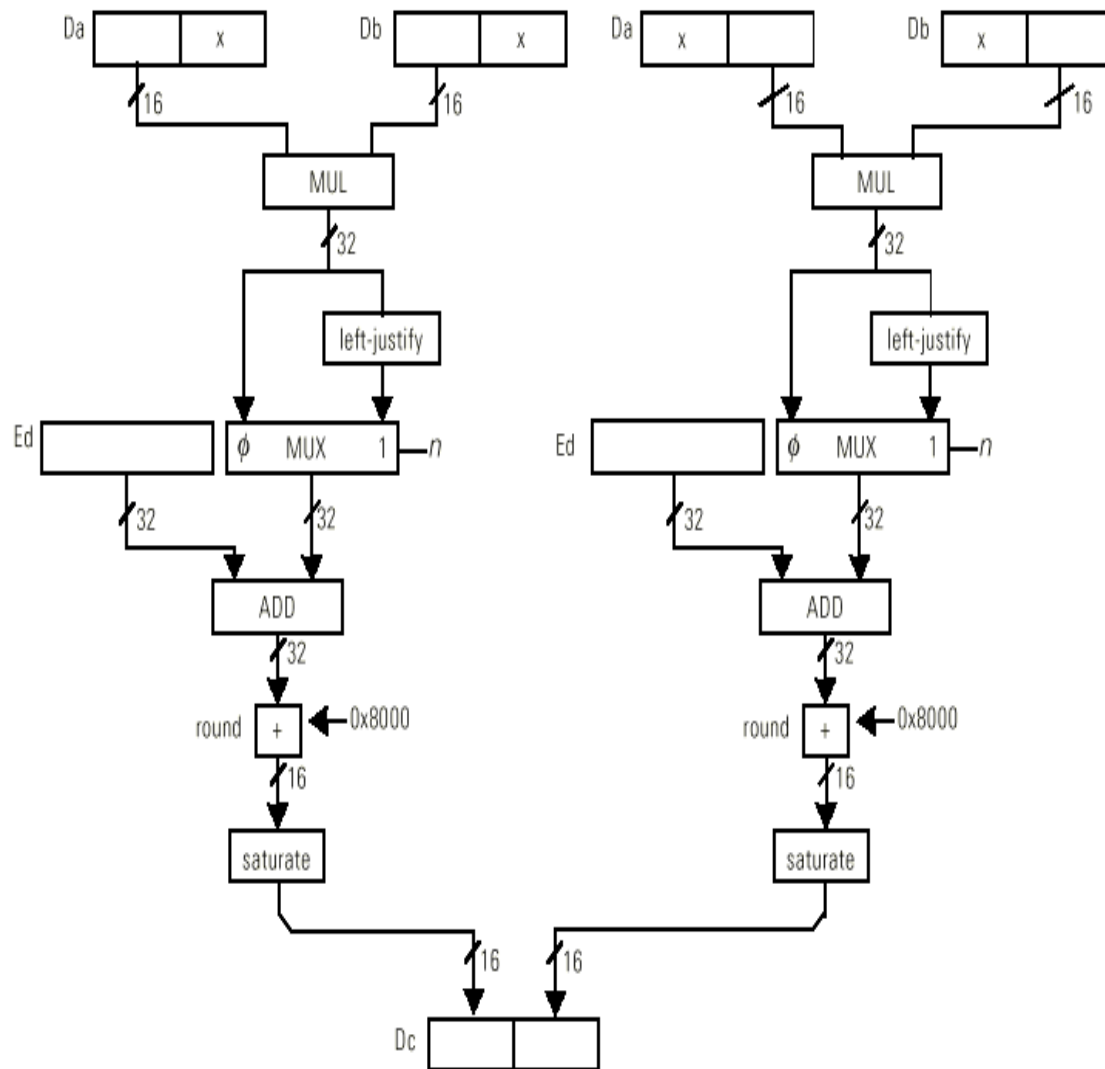 Da x Db x Da x Db x
16 16 16 16
MUL MUL
32 32
left-justify left-justify
Ed ϕ MUX 1 n Ed ϕ MUX 1 n
32 32 32 32
ADD ADD
32 32
round + 0x8000 round + 0x8000
16 16
saturate saturate
16 16
Dc